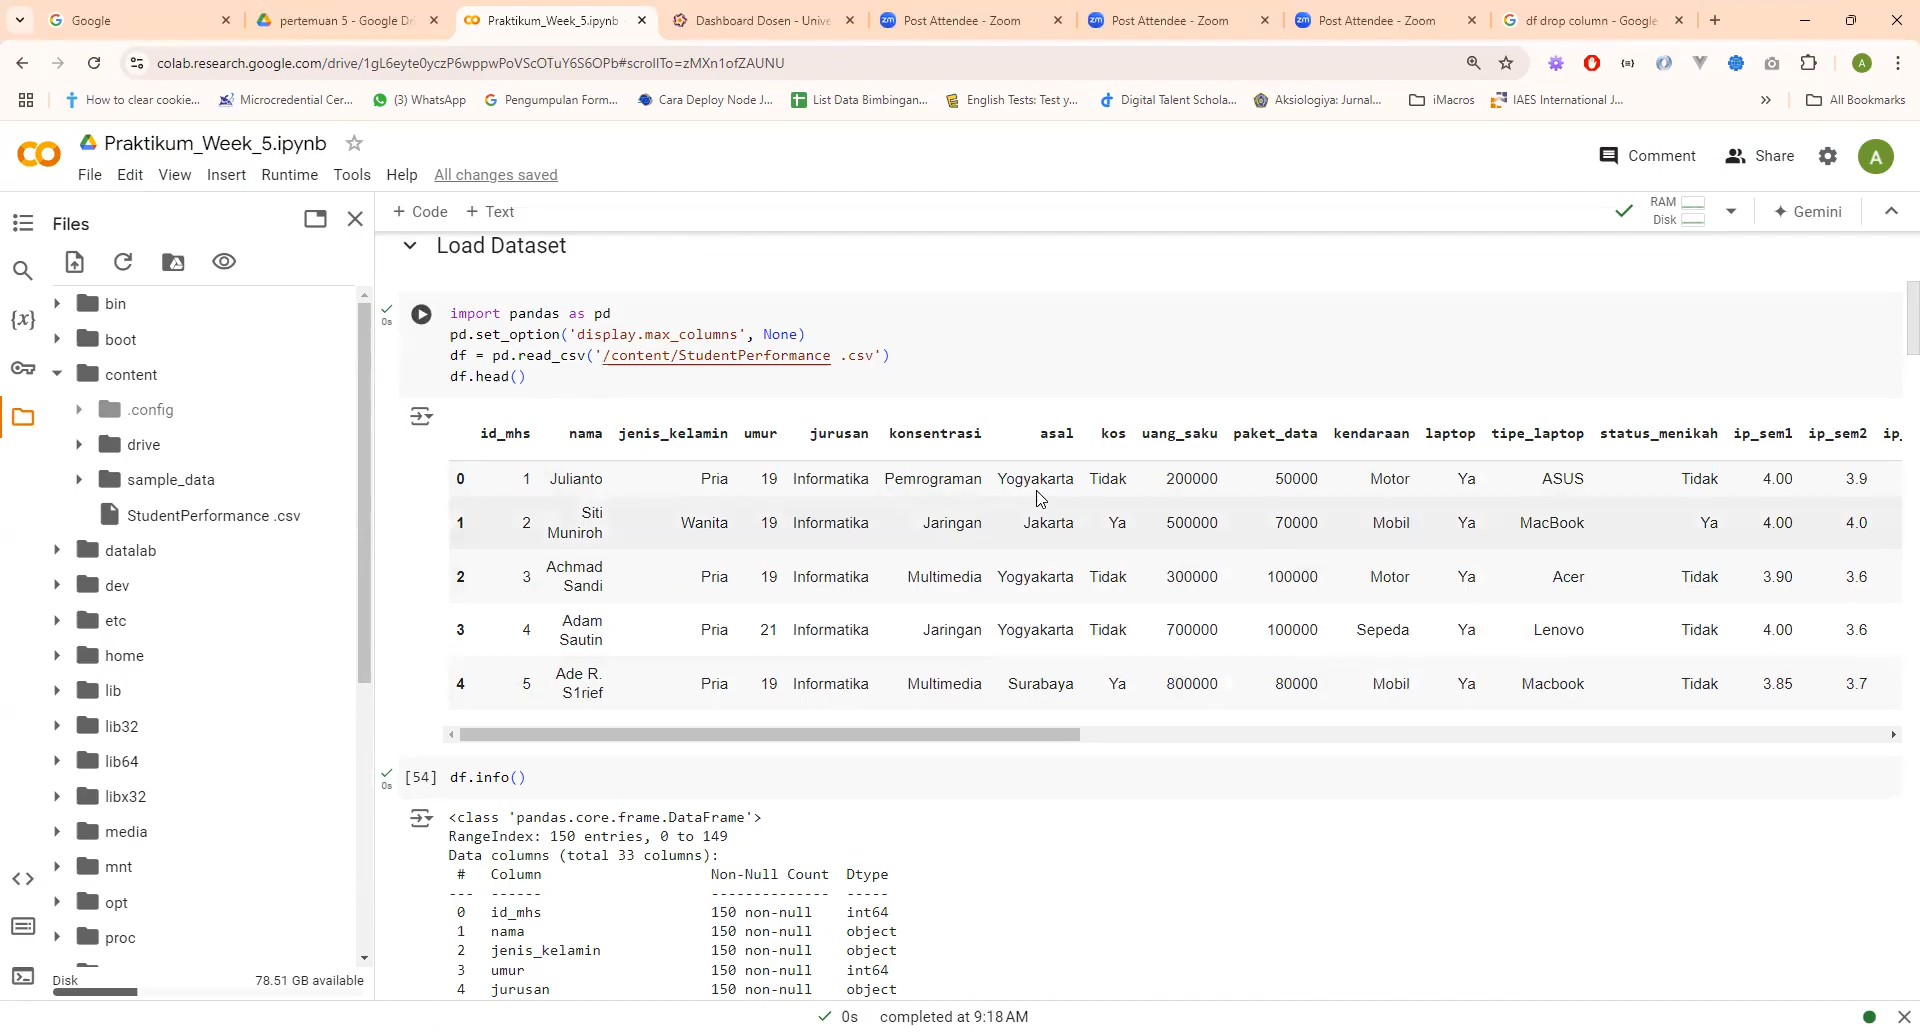 Google
pertemuan 5 - Google Dr
Praktikum_Week_5.ipynb
Dashboard Dosen - Unive
Post Attendee - Zoom
Post Attendee - Zoom
Post Attendee - Zoom
df drop column - Google
colab.research.google.com/drive/1gL6eyte0yczP6wppwPoVScOTuY6S6OPb#scrollTo=zMXn1ofZAUNU
A
How to clear cookie...
Microcredential Cer...
(3) WhatsApp
Pengumpulan Form...
Cara Deploy Node J...
List Data Bimbingan...
English Tests: Test y...
Digital Talent Schola...
Aksiologiya: Jurnal...
iMacros
IAES International J...
All Bookmarks
Praktikum_Week_5.ipynb
Comment
Share
A
File Edit View Insert Runtime Tools Help All changes saved
Files
+ Code + Text
RAM
Disk
Gemini
bin
boot
content
.config
drive
sample_data
StudentPerformance .csv
datalab
dev
etc
home
lib
lib32
lib64
libx32
media
mnt
opt
proc
Disk 78.51 GB available
Load Dataset
0s
import pandas as pd
pd.set_option('display.max_columns', None)
df = pd.read_csv('/content/StudentPerformance .csv')
df.head()
id_mhs nama jenis_kelamin umur jurusan konsentrasi asal kos uang_saku paket_data kendaraan laptop tipe_laptop status_menikah ip_sem1 ip_sem2 ip_
0 1 Julianto Pria 19 Informatika Pemrograman Yogyakarta Tidak 200000 50000 Motor Ya ASUS Tidak 4.00 3.9
1 2 Siti Muniroh Wanita 19 Informatika Jaringan Jakarta Ya 500000 70000 Mobil Ya MacBook Ya 4.00 4.0
2 3 Achmad Sandi Pria 19 Informatika Multimedia Yogyakarta Tidak 300000 100000 Motor Ya Acer Tidak 3.90 3.6
3 4 Adam Sautin Pria 21 Informatika Jaringan Yogyakarta Tidak 700000 100000 Sepeda Ya Lenovo Tidak 4.00 3.6
4 5 Ade R. S1rief Pria 19 Informatika Multimedia Surabaya Ya 800000 80000 Mobil Ya Macbook Tidak 3.85 3.7
0s
[54] df.info()
<class 'pandas.core.frame.DataFrame'>
RangeIndex: 150 entries, 0 to 149
Data columns (total 33 columns):
# Column Non-Null Count Dtype
--- ------ -------------- -----
0 id_mhs 150 non-null int64
1 nama 150 non-null object
2 jenis_kelamin 150 non-null object
3 umur 150 non-null int64
4 jurusan 150 non-null object
0s completed at 9:18 AM